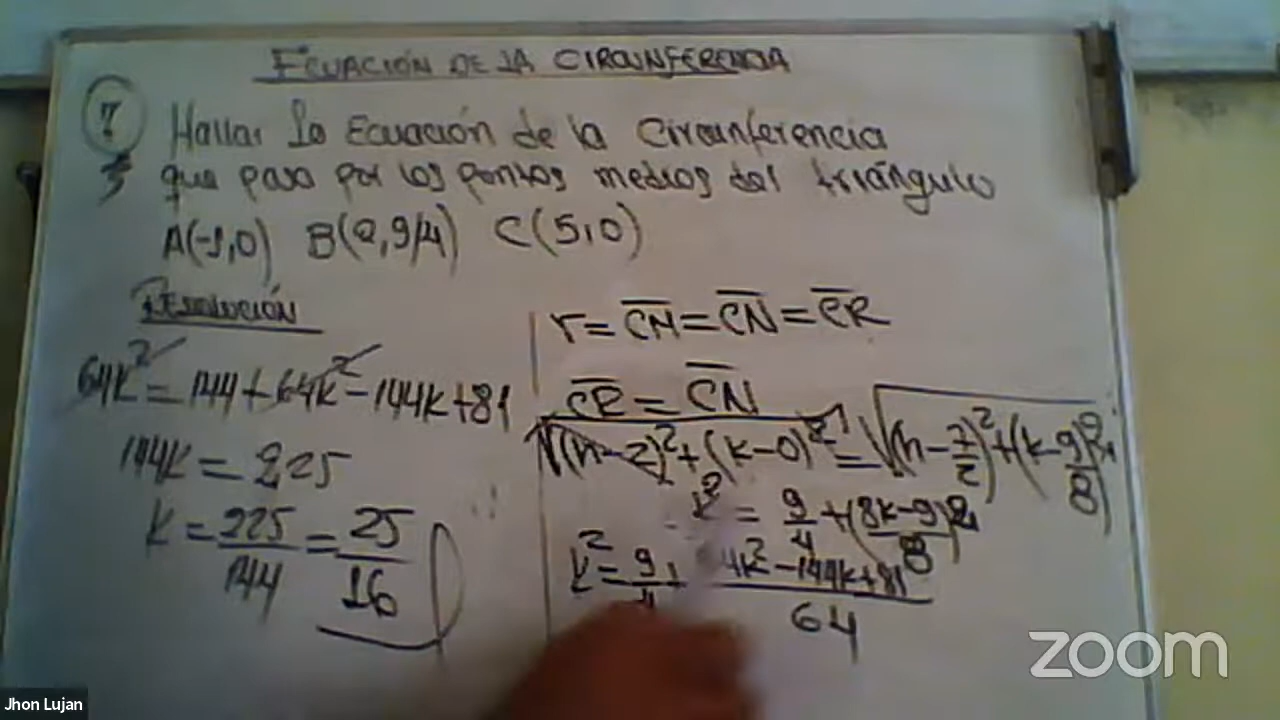 ECUACIÓN DE LA CIRCUNFERENCIA
7 Hallar la Ecuación de la Circunferencia
que pasa por los puntos medios del triángulo
A(-1,0) B(2,9/4) C(5,0)
Resolución
64k² = 144 + 64k² - 144k + 81
144k = 225
k = 225/144 = 25/16
r = CM = CN = CR
CR = CN
√(h-2)² + (k-0)² = √(h-7/2)² + (k-9/8)²
k² = 9/4 + (8k-9)²/8
k² = 9/4 + 4k² - 144k + 81/64
zoom
Jhon Lujan